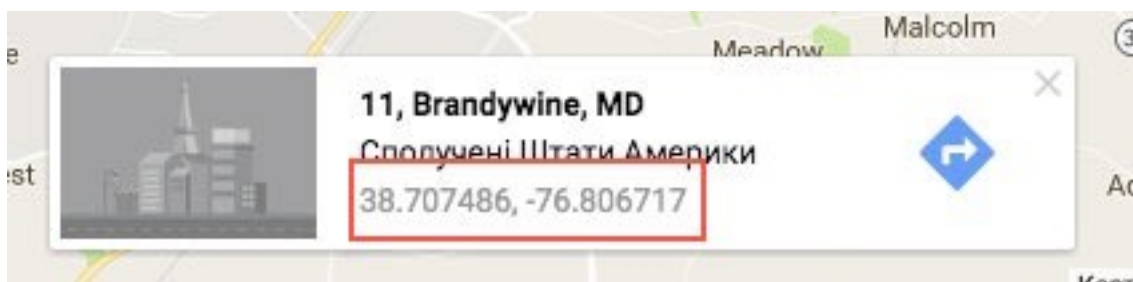 Malcolm
Meadow
11, Brandywine, MD
Сполучені Штати Америки
38.707486, -76.806717